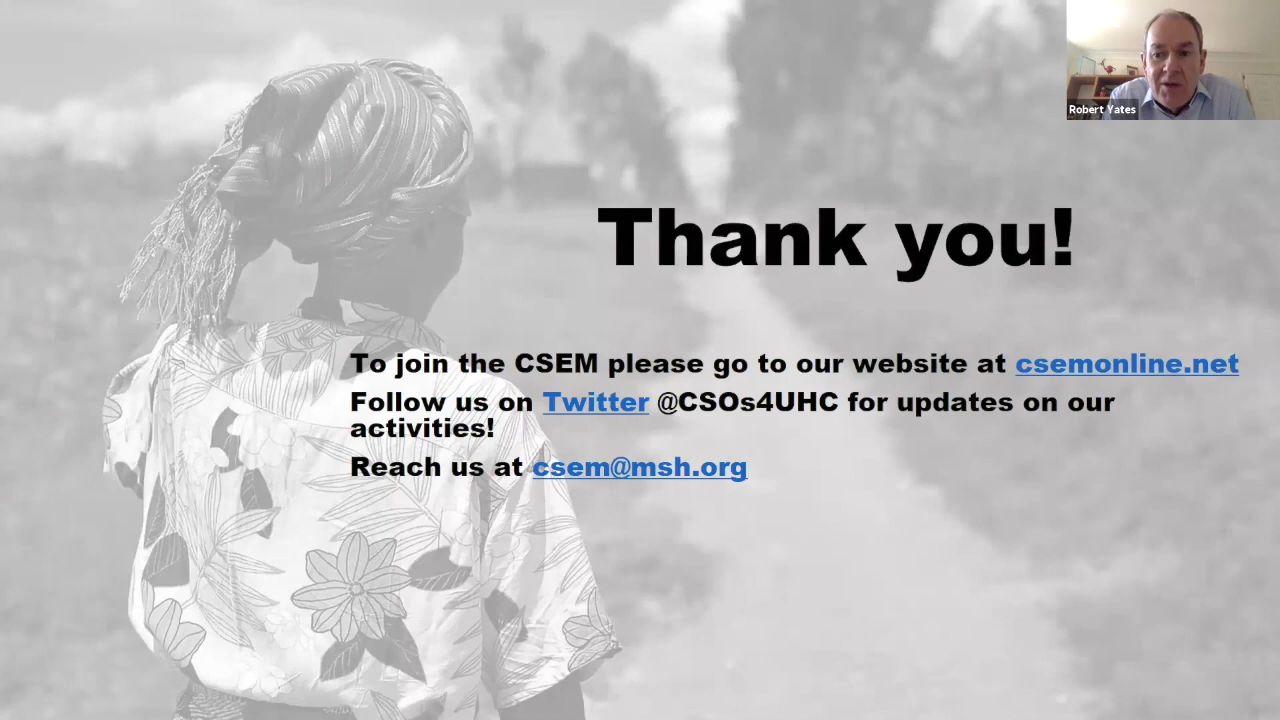 Robert Yates
Thank you!
To join the CSEM please go to our website at csemonline.net
Follow us on Twitter @CSOs4UHC for updates on our
activities!
Reach us at csem@msh.org